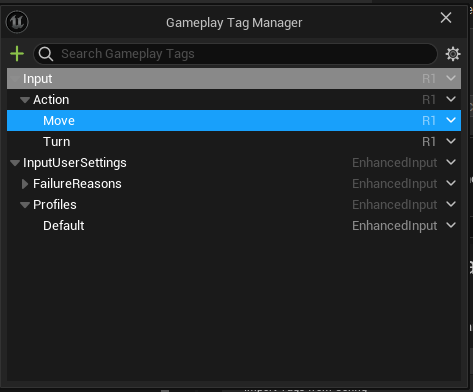 Gameplay Tag Manager
Search Gameplay Tags
Input R1
Action R1
Move R1
Turn R1
InputUserSettings EnhancedInput
FailureReasons EnhancedInput
Profiles EnhancedInput
Default EnhancedInput